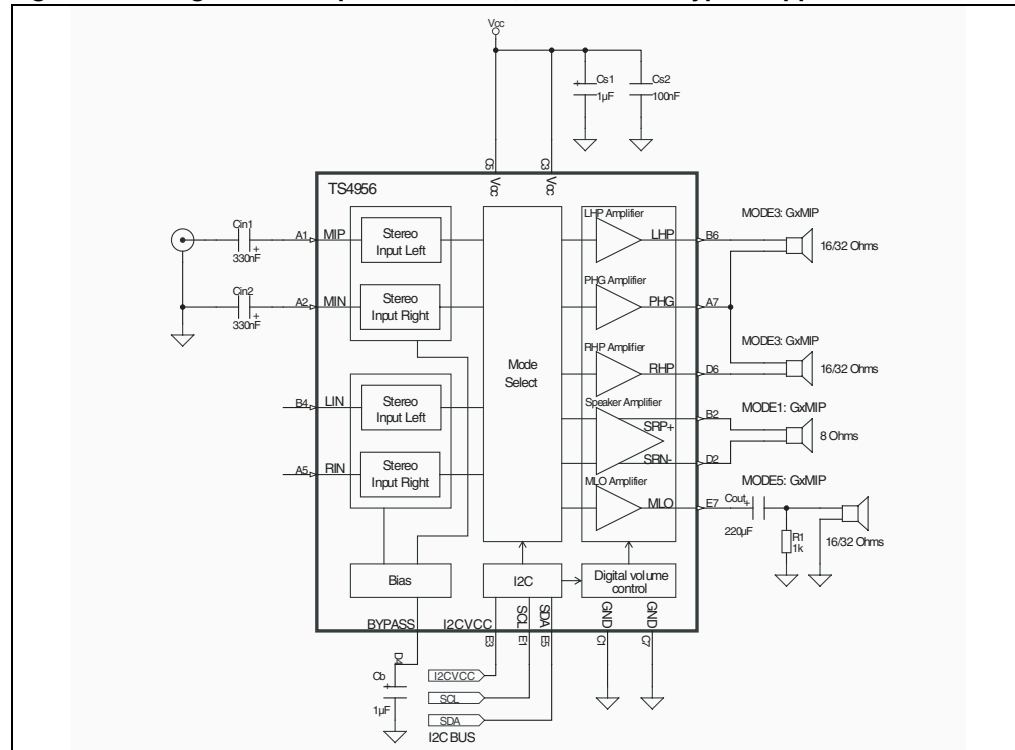 Vcc
Cs1
1µF
Cs2
100nF
C5
C3
Vcc
Vcc
TS4956
Cin1
330nF
A1
MIP
Stereo
Input Left
Cin2
330nF
A2
MIN
Stereo
Input Right
B4
LIN
Stereo
Input Left
A5
RIN
Stereo
Input Right
Mode
Select
LHP Amplifier
LHP
B6
MODE3: GxMIP
16/32 Ohms
PHG Amplifier
PHG
A7
RHP Amplifier
RHP
D6
MODE3: GxMIP
16/32 Ohms
Speaker Amplifier
SRP+
SRN-
B2
D2
MODE1: GxMIP
8 Ohms
MLO Amplifier
MLO
E7
MODE5: GxMIP
Cout
220µF
R1
1k
16/32 Ohms
Bias
I2C
Digital volume
control
BYPASS
I2CVCC
SCL
SDA
GND
GND
D4
E3
E1
E5
C1
C7
Cb
1µF
I2CVCC
SCL
SDA
I2C BUS